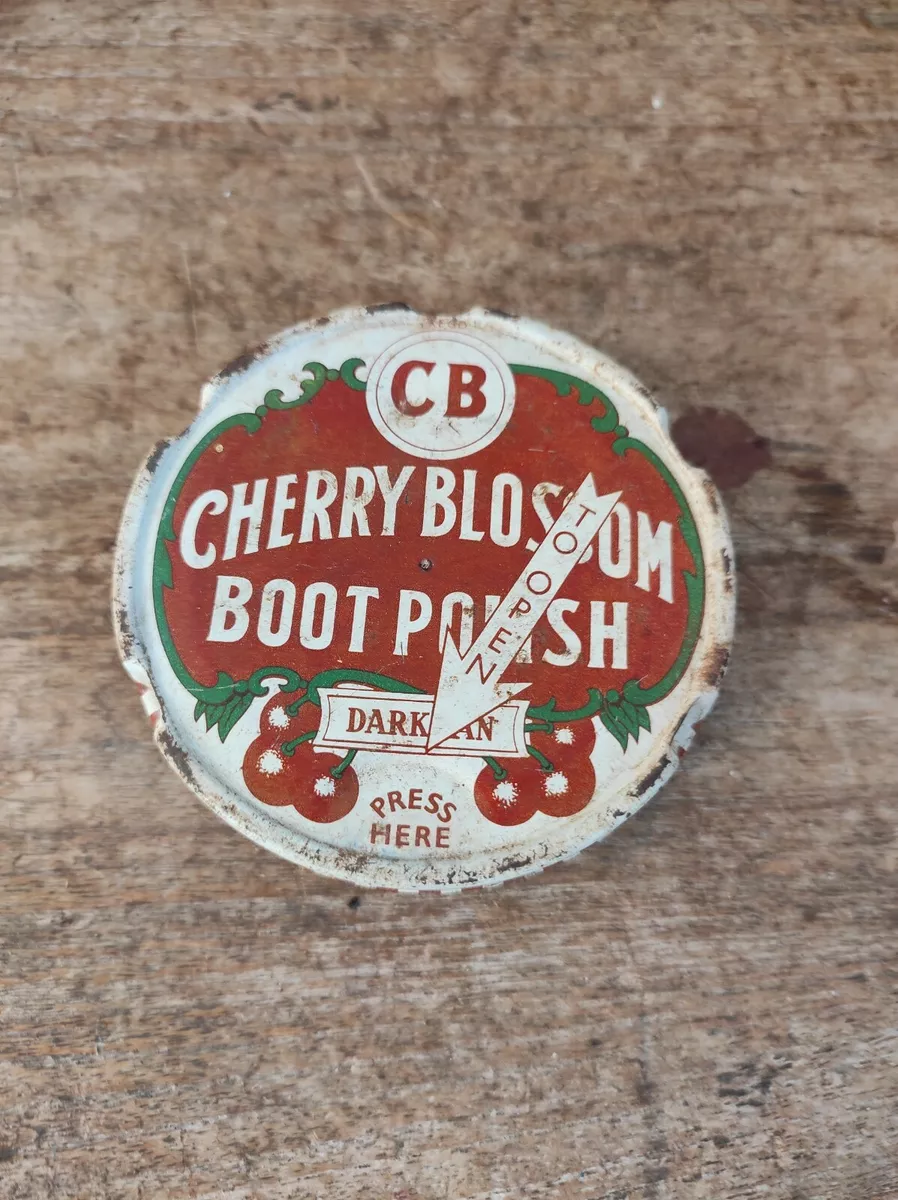 CB
CHERRY BLOSSOM
BOOT POLISH
TO OPEN
DARK TAN
PRESS
HERE